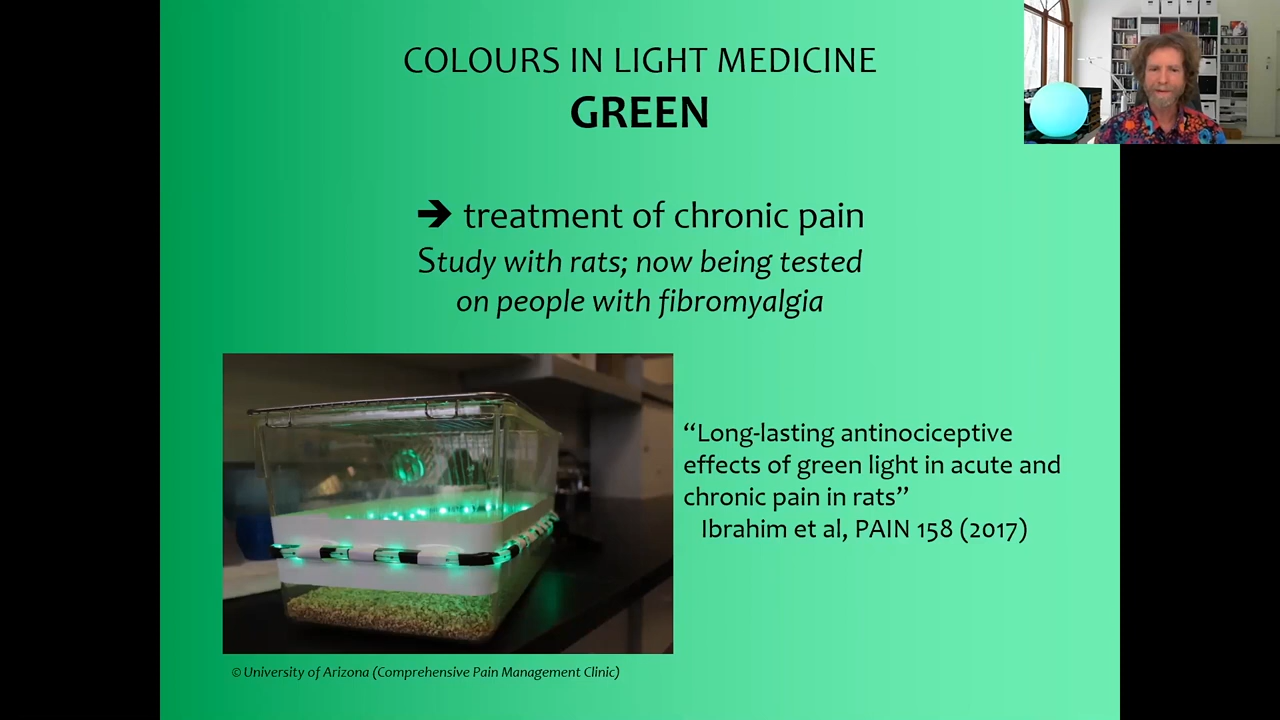 COLOURS IN LIGHT MEDICINE
GREEN
➔ treatment of chronic pain
Study with rats; now being tested
on people with fibromyalgia
“Long-lasting antinociceptive
effects of green light in acute and
chronic pain in rats”
Ibrahim et al, PAIN 158 (2017)
© University of Arizona (Comprehensive Pain Management Clinic)